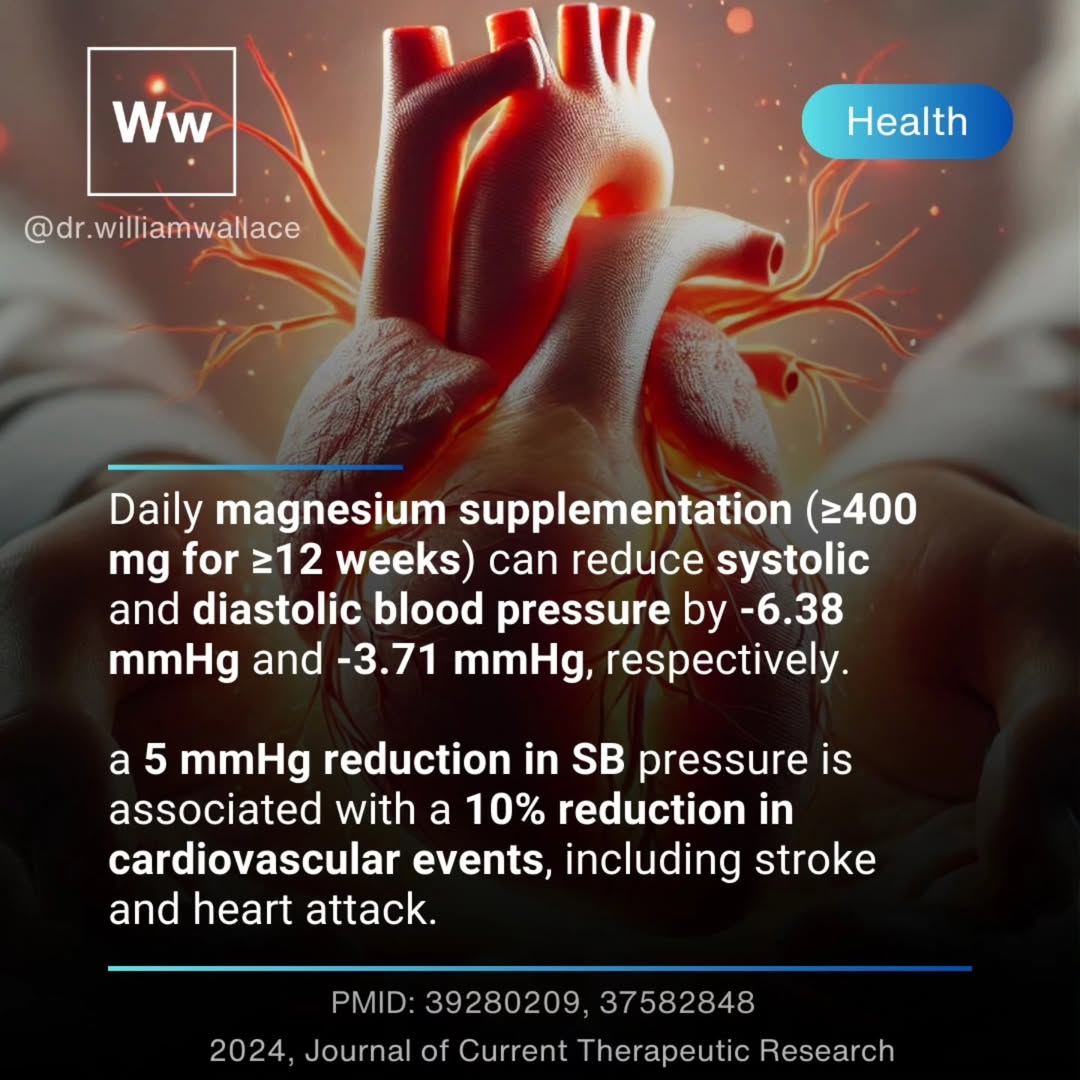 Ww
Health
@dr.williamwallace
Daily magnesium supplementation (≥400
mg for ≥12 weeks) can reduce systolic
and diastolic blood pressure by -6.38
mmHg and -3.71 mmHg, respectively.
a 5 mmHg reduction in SB pressure is
associated with a 10% reduction in
cardiovascular events, including stroke
and heart attack.
PMID: 39280209, 37582848
2024, Journal of Current Therapeutic Research